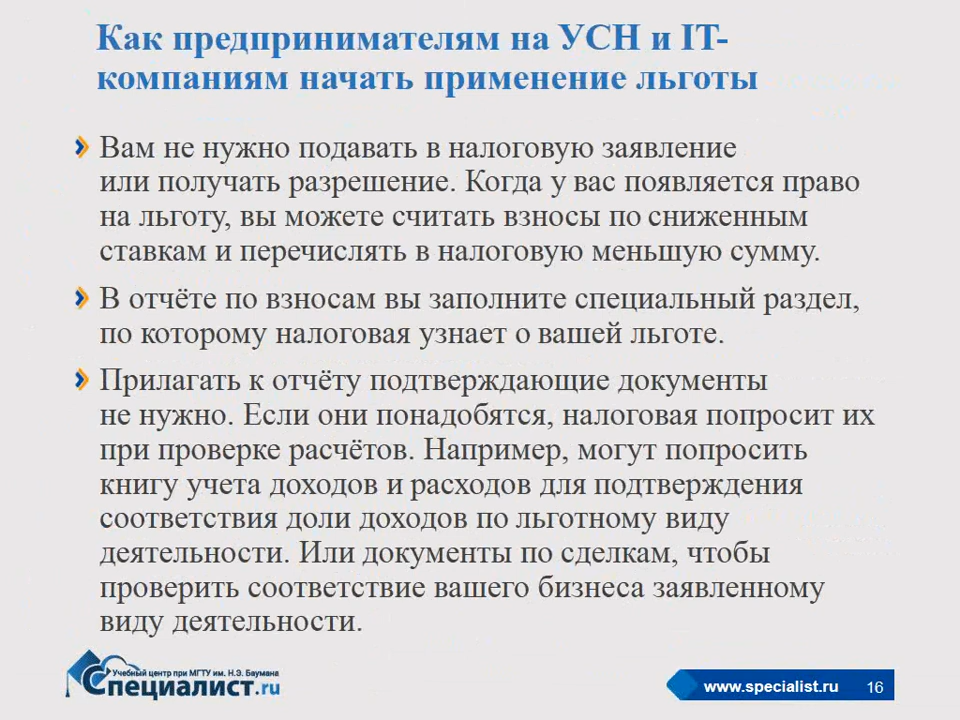 Как предпринимателям на УСН и IT-
компаниям начать применение льготы
Вам не нужно подавать в налоговую заявление
или получать разрешение. Когда у вас появляется право
на льготу, вы можете считать взносы по сниженным
ставкам и перечислять в налоговую меньшую сумму.
В отчёте по взносам вы заполните специальный раздел,
по которому налоговая узнает о вашей льготе.
Прилагать к отчёту подтверждающие документы
не нужно. Если они понадобятся, налоговая попросит их
при проверке расчётов. Например, могут попросить
книгу учета доходов и расходов для подтверждения
соответствия доли доходов по льготному виду
деятельности. Или документы по сделкам, чтобы
проверить соответствие вашего бизнеса заявленному
виду деятельности.
Учебный центр при МГТУ им. Н.Э. Баумана
Специалист.ru
www.specialist.ru 16